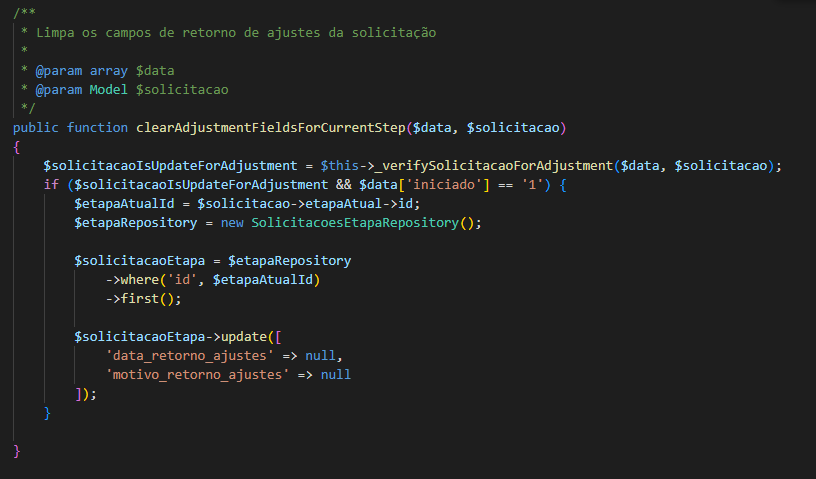 /**
 * Limpa os campos de retorno de ajustes da solicitação
 *
 * @param array $data
 * @param Model $solicitacao
 */
public function clearAdjustmentFieldsForCurrentStep($data, $solicitacao)
{
    $solicitacaoIsUpdateForAdjustment = $this->_verifySolicitacaoForAdjustment($data, $solicitacao);
    if ($solicitacaoIsUpdateForAdjustment && $data['iniciado'] == '1') {
        $etapaAtualId = $solicitacao->etapaAtual->id;
        $etapaRepository = new SolicitacoesEtapaRepository();

        $solicitacaoEtapa = $etapaRepository
            ->where('id', $etapaAtualId)
            ->first();

        $solicitacaoEtapa->update([
            'data_retorno_ajustes' => null,
            'motivo_retorno_ajustes' => null
        ]);
    }

}